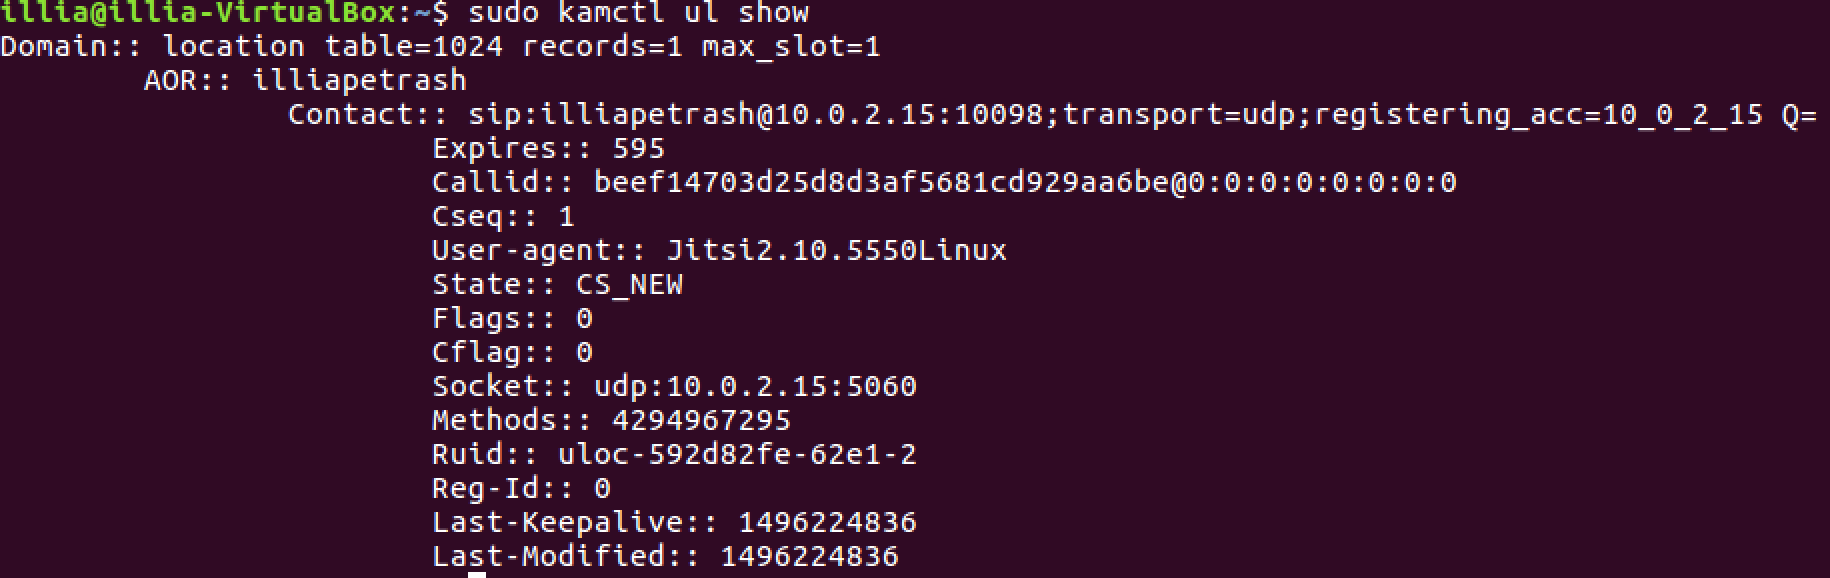 illia@illia-VirtualBox:~$ sudo kamctl ul show
Domain:: location table=1024 records=1 max_slot=1
AOR:: illiapetrash
Contact:: sip:illiapetrash@10.0.2.15:10098;transport=udp;registering_acc=10_0_2_15 Q=
Expires:: 595
Callid:: beef14703d25d8d3af5681cd929aa6be@0:0:0:0:0:0:0:0
Cseq:: 1
User-agent:: Jitsi2.10.5550Linux
State:: CS_NEW
Flags:: 0
Cflag:: 0
Socket:: udp:10.0.2.15:5060
Methods:: 4294967295
Ruid:: uloc-592d82fe-62e1-2
Reg-Id:: 0
Last-Keepalive:: 1496224836
Last-Modified:: 1496224836